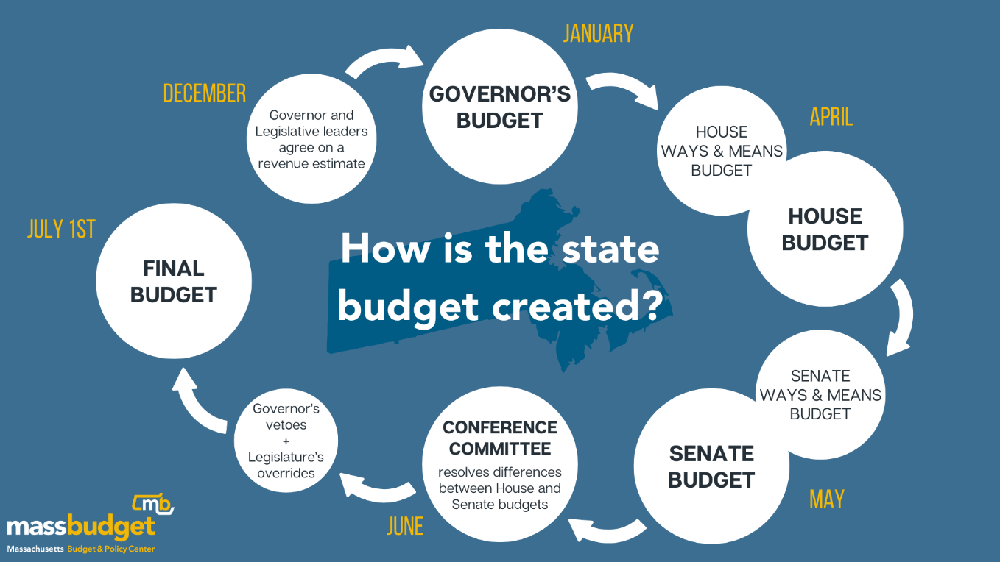 How is the state
budget created?
DECEMBER
Governor and
Legislative leaders
agree on a
revenue estimate
JANUARY
GOVERNOR’S
BUDGET
APRIL
HOUSE
WAYS & MEANS
BUDGET
HOUSE
BUDGET
SENATE
WAYS & MEANS
BUDGET
SENATE
BUDGET
MAY
CONFERENCE
COMMITTEE
resolves differences
between House and
Senate budgets
JUNE
Governor’s
vetoes
+
Legislature’s
overrides
JULY 1ST
FINAL
BUDGET
mb
massbudget
Massachusetts Budget & Policy Center